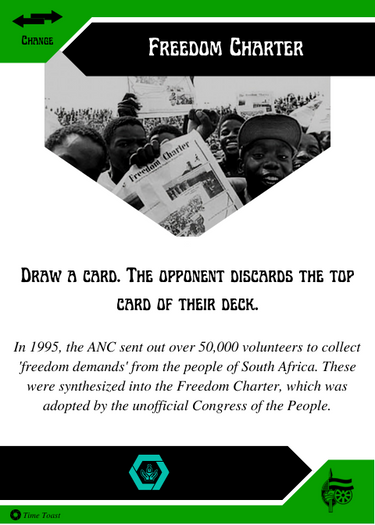 Change
Freedom Charter
Freedom Charter
Draw a card. The opponent discards the top
card of their deck.
In 1995, the ANC sent out over 50,000 volunteers to collect
'freedom demands' from the people of South Africa. These
were synthesized into the Freedom Charter, which was
adopted by the unofficial Congress of the People.
Time Toast